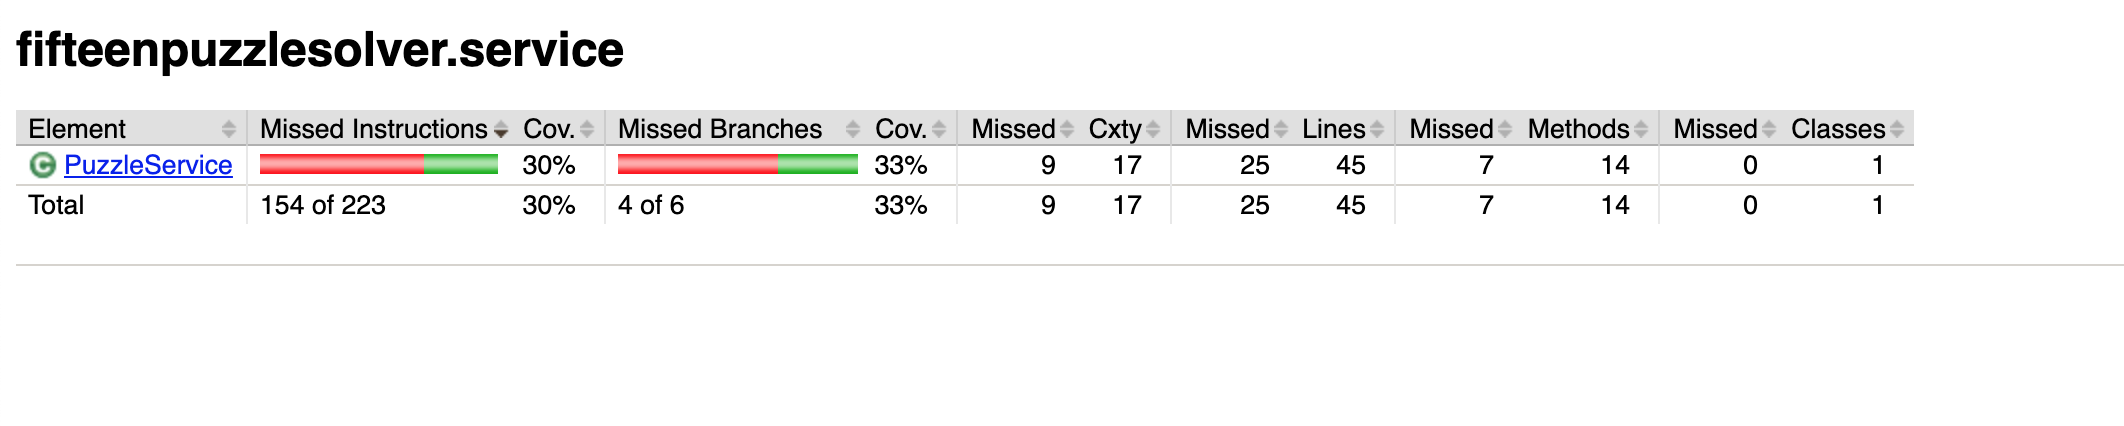 fifteenpuzzlesolver.service
Element Missed Instructions Cov. Missed Branches Cov. Missed Cxty Missed Lines Missed Methods Missed Classes
C PuzzleService 30% 33% 9 17 25 45 7 14 0 1
Total 154 of 223 30% 4 of 6 33% 9 17 25 45 7 14 0 1